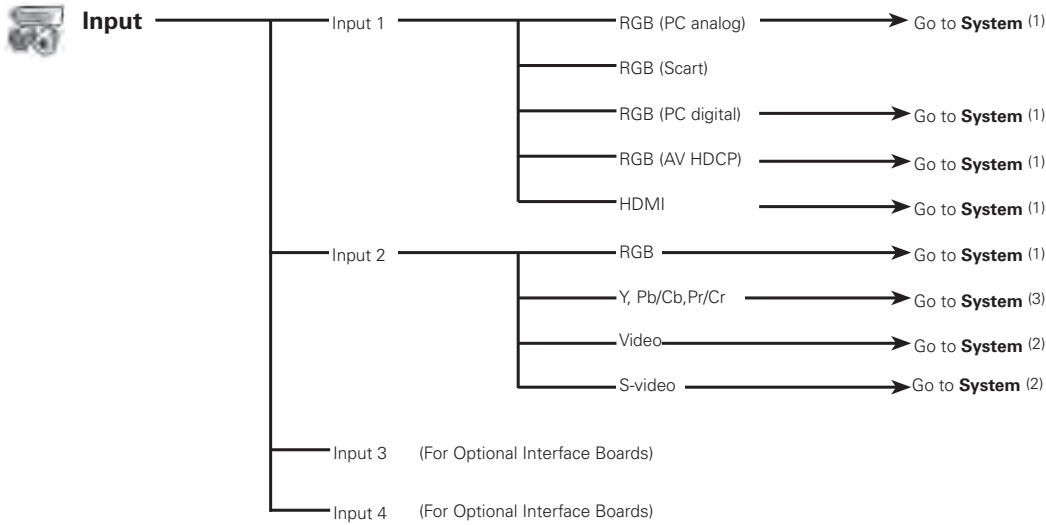 Input
Input 1
RGB (PC analog)
Go to System (1)
RGB (Scart)
RGB (PC digital)
Go to System (1)
RGB (AV HDCP)
Go to System (1)
HDMI
Go to System (1)
Input 2
RGB
Go to System (1)
Y, Pb/Cb,Pr/Cr
Go to System (3)
Video
Go to System (2)
S-video
Go to System (2)
Input 3 (For Optional Interface Boards)
Input 4 (For Optional Interface Boards)